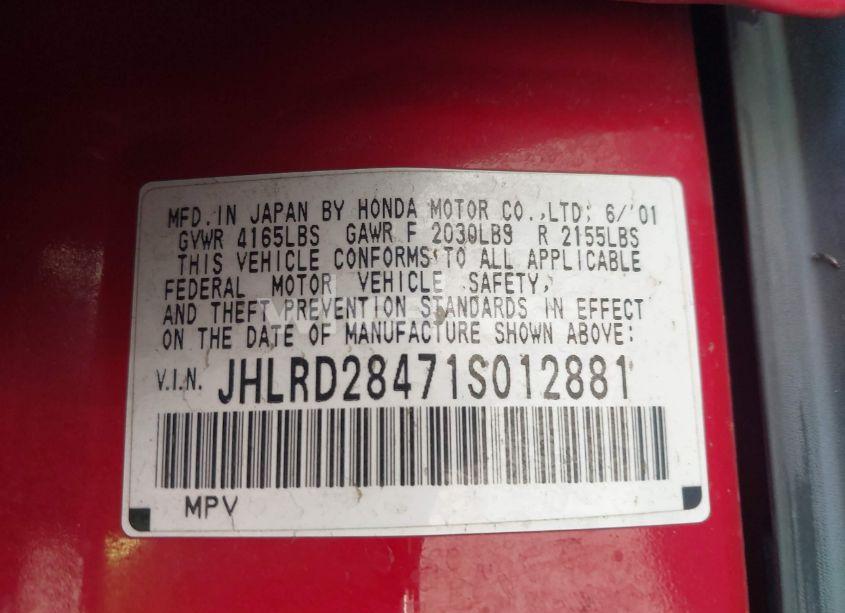 MFD. IN JAPAN BY HONDA MOTOR CO.,LTD; 6/'01
GVWR 4165LBS GAWR F 2030LBS R 2155LBS
THIS VEHICLE CONFORMS TO ALL APPLICABLE
FEDERAL MOTOR VEHICLE SAFETY,
AND THEFT PREVENTION STANDARDS IN EFFECT
ON THE DATE OF MANUFACTURE SHOWN ABOVE:
V.I.N. JHLRD28471S012881
MPV